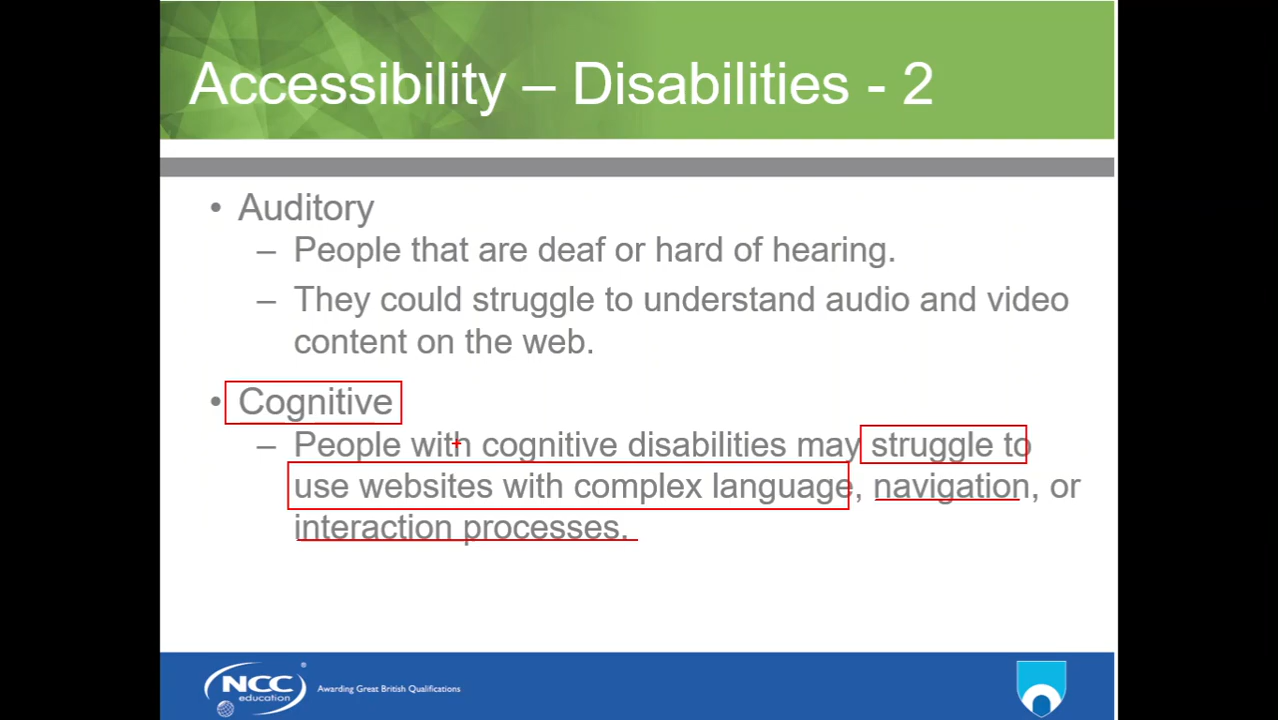 Accessibility – Disabilities - 2
• Auditory
– People that are deaf or hard of hearing.
– They could struggle to understand audio and video
content on the web.
• Cognitive
– People with cognitive disabilities may struggle to
use websites with complex language, navigation, or
interaction processes.
NCC
education
Awarding Great British Qualifications